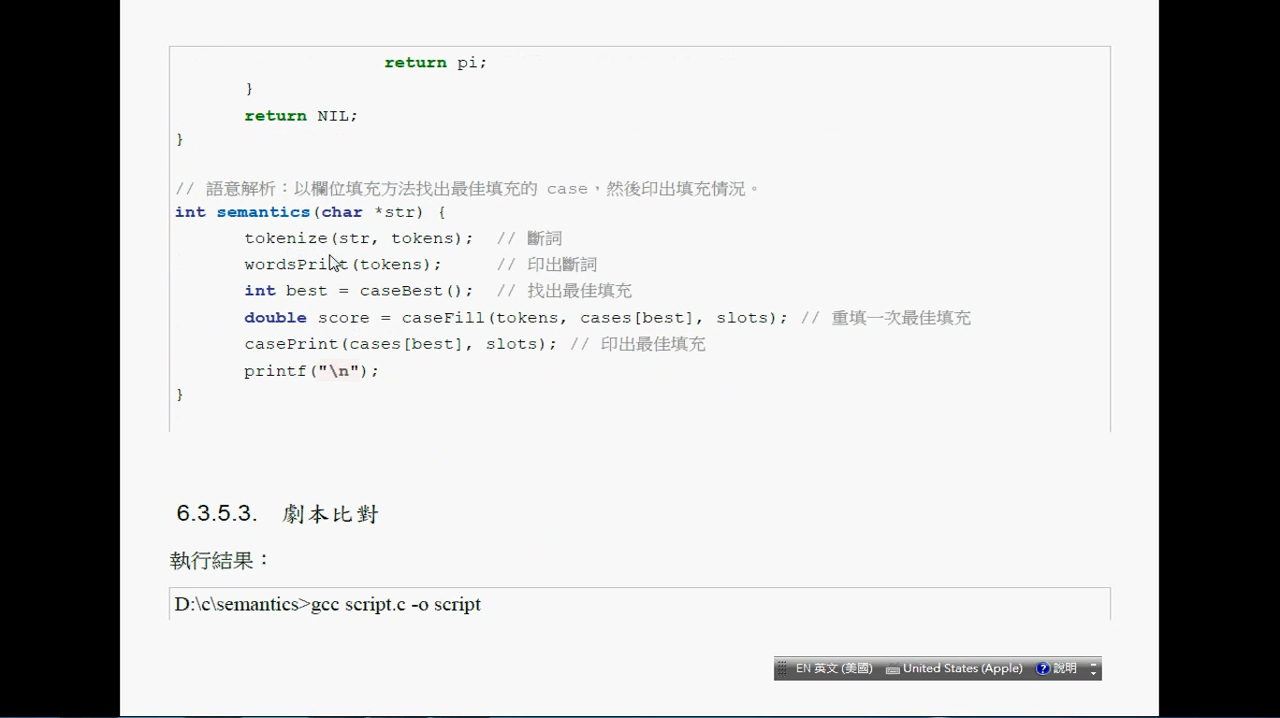 return pi;
}
return NIL;
}
// 語意解析：以欄位填充方法找出最佳填充的 case，然後印出填充情況。
int semantics(char *str) {
tokenize(str, tokens); // 斷詞
wordsPrint(tokens); // 印出斷詞
int best = caseBest(); // 找出最佳填充
double score = caseFill(tokens, cases[best], slots); // 重填一次最佳填充
casePrint(cases[best], slots); // 印出最佳填充
printf("\n");
}
6.3.5.3. 劇本比對
執行結果：
D:\c\semantics>gcc script.c -o script
EN 英文 (美國) United States (Apple) ? 說明